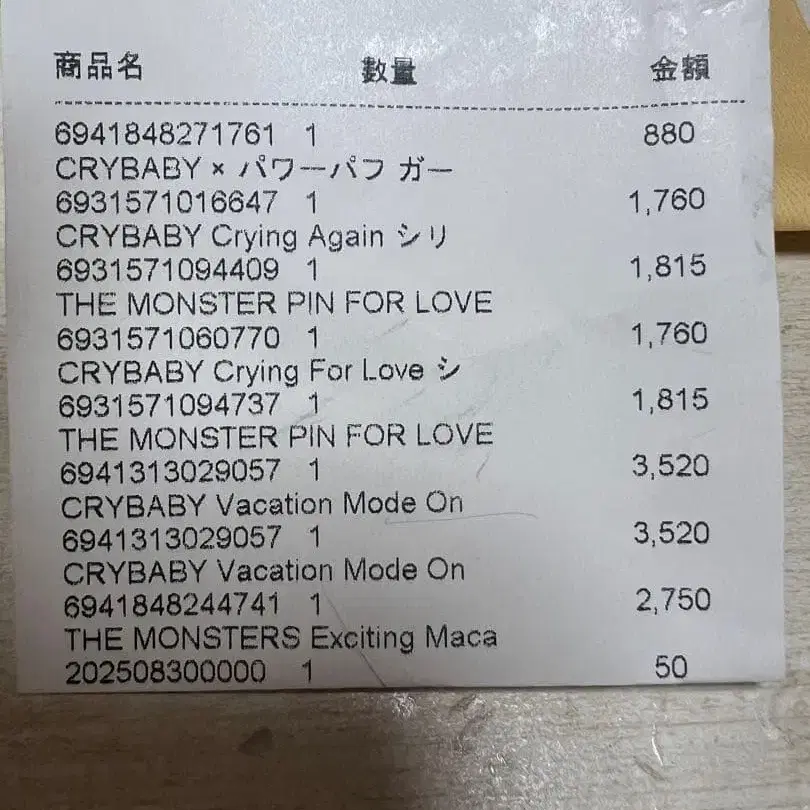 商品名 數量 金額
6941848271761 1 880
CRYBABY × パワーパフ ガー
6931571016647 1 1,760
CRYBABY Crying Again シリ
6931571094409 1 1,815
THE MONSTER PIN FOR LOVE
6931571060770 1 1,760
CRYBABY Crying For Love シ
6931571094737 1 1,815
THE MONSTER PIN FOR LOVE
6941313029057 1 3,520
CRYBABY Vacation Mode On
6941313029057 1 3,520
CRYBABY Vacation Mode On
6941848244741 1 2,750
THE MONSTERS Exciting Maca
202508300000 1 50